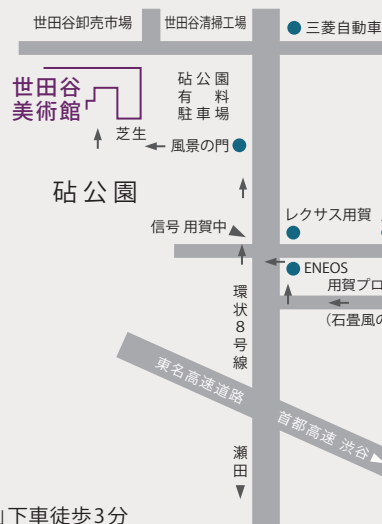 世田谷卸売市場
世田谷清掃工場
三菱自動車
世田谷
美術館
砧公園
有料
駐車場
芝生
風景の門
砧公園
レクサス用賀
信号 用賀中
ENEOS
用賀プロ
(石畳風の
環状8号線
東名高速道路
首都高速 渋谷
瀬田
下車徒歩3分